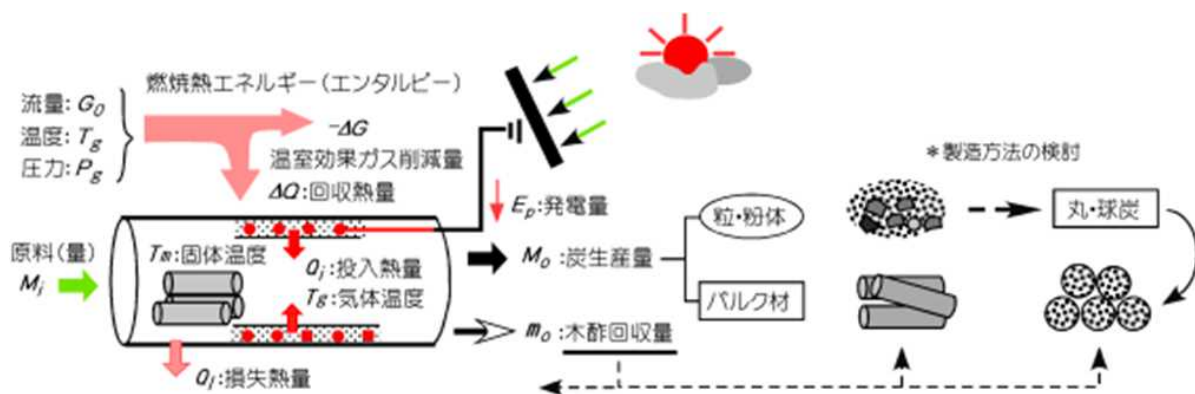 燃焼熱エネルギー(エンタルピー)
流量: G0
温度: Tg
圧力: Pg
-ΔG
温室効果ガス削減量
ΔQ:回収熱量
Ep:発電量
*製造方法の検討
粒・粉体
丸・球炭
原料(量)
Mi
Tm:固体温度
Qi:投入熱量
Tg:気体温度
Mo:炭生産量
バルク材
mo:木酢回収量
Ql:損失熱量